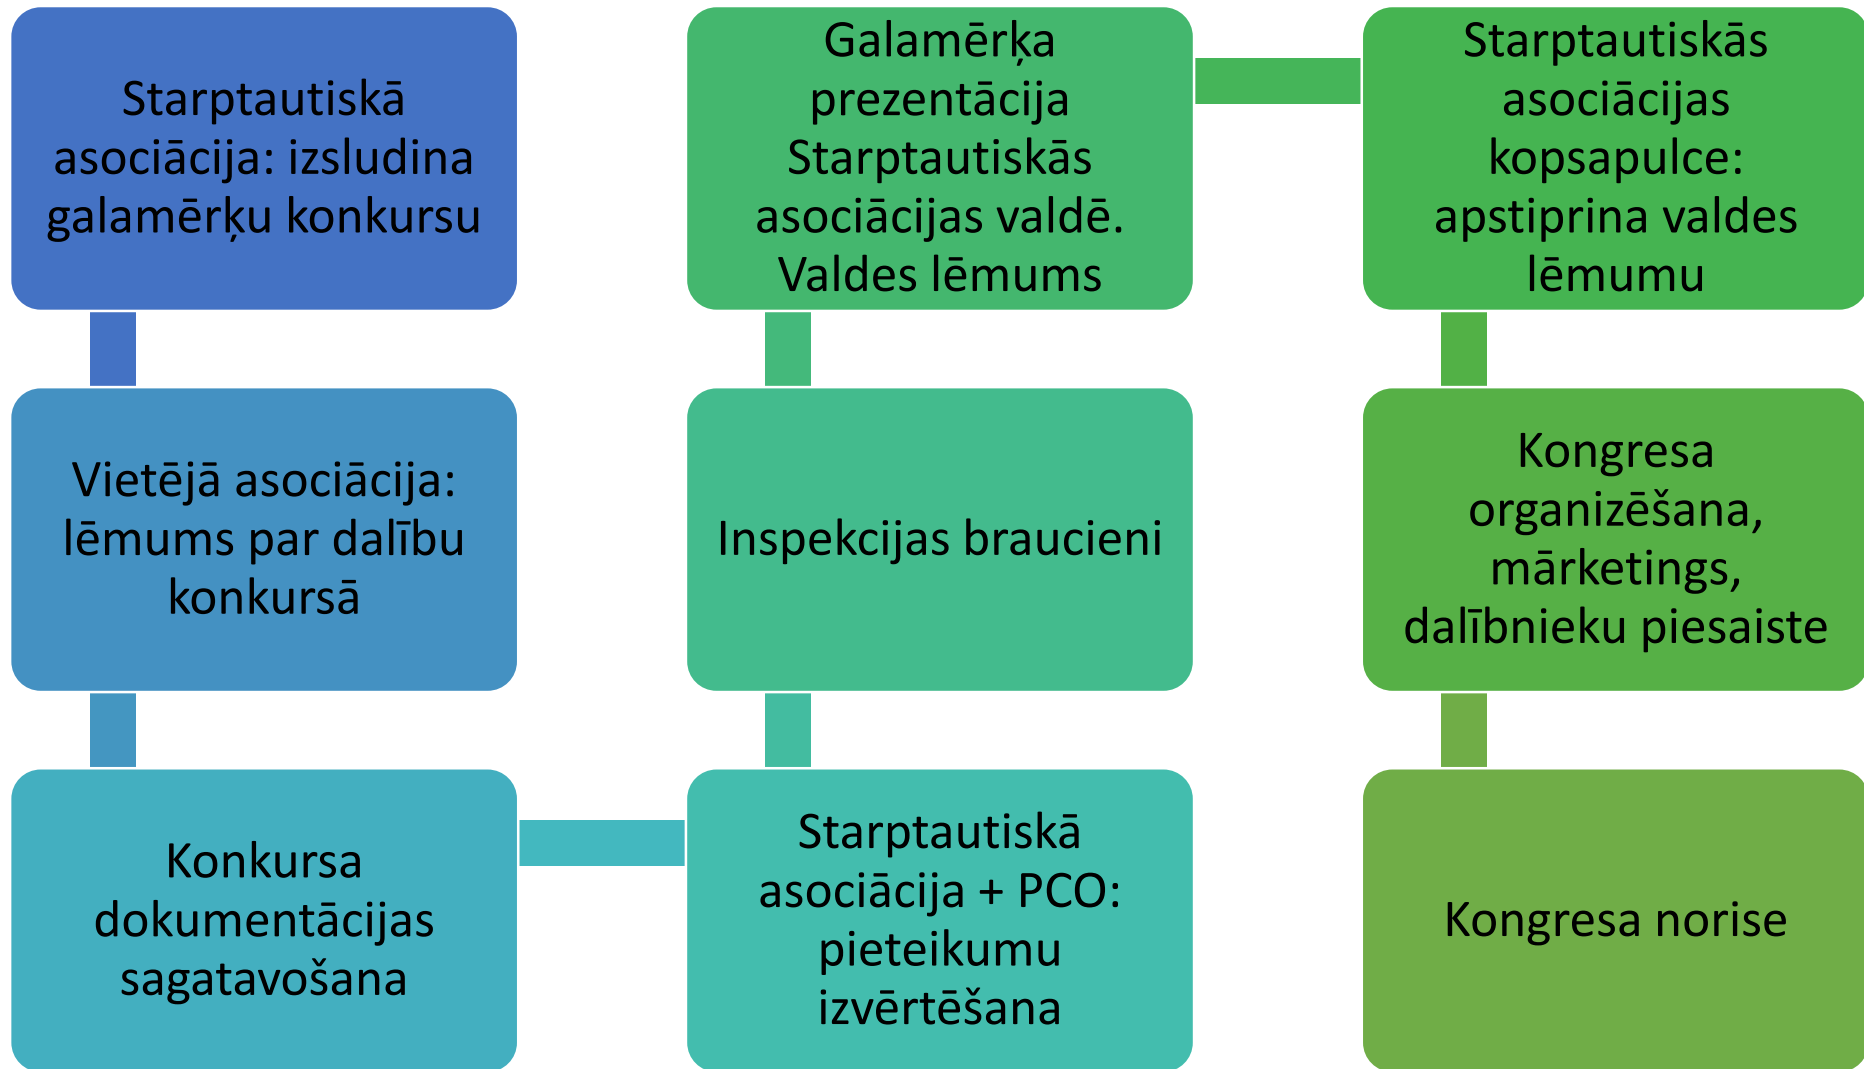 Starptautiskā
asociācija: izsludina
galamērķu konkursu
Vietējā asociācija:
lēmums par dalību
konkursā
Konkursa
dokumentācijas
sagatavošana
Starptautiskā
asociācija + PCO:
pieteikumu
izvērtēšana
Inspekcijas braucieni
Galamērķa
prezentācija
Starptautiskās
asociācijas valdē.
Valdes lēmums
Starptautiskās
asociācijas
kopsapulce:
apstiprina valdes
lēmumu
Kongresa
organizēšana,
mārketings,
dalībnieku piesaiste
Kongresa norise